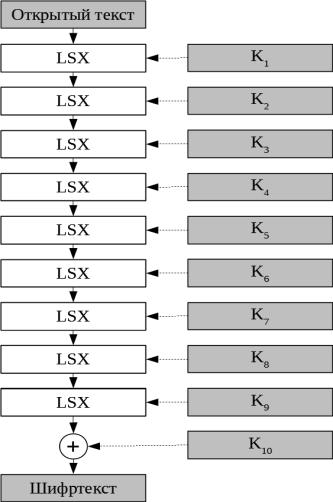 Открытый текст
LSX
K1
LSX
K2
LSX
K3
LSX
K4
LSX
K5
LSX
K6
LSX
K7
LSX
K8
LSX
K9
+
K10
Шифртекст